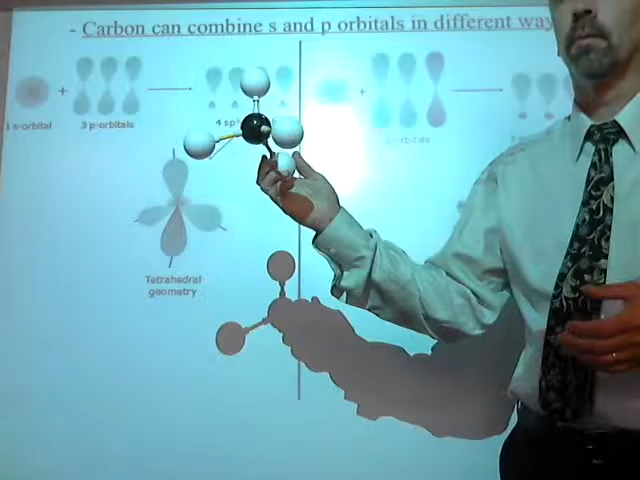 - Carbon can combine s and p orbitals in different way
+
+
1 s-orbital
3 p-orbitals
4 sp
Tetrahedral
geometry